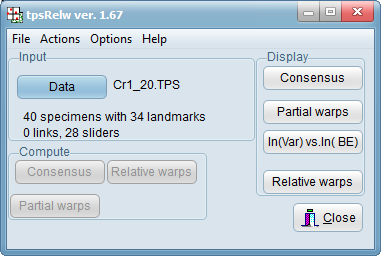 tpsRelw ver. 1.67
File Actions Options Help
Input
Data Cr1_20.TPS
40 specimens with 34 landmarks
0 links, 28 sliders
Compute
Consensus Relative warps
Partial warps
Display
Consensus
Partial warps
ln(Var) vs.ln( BE)
Relative warps
Close